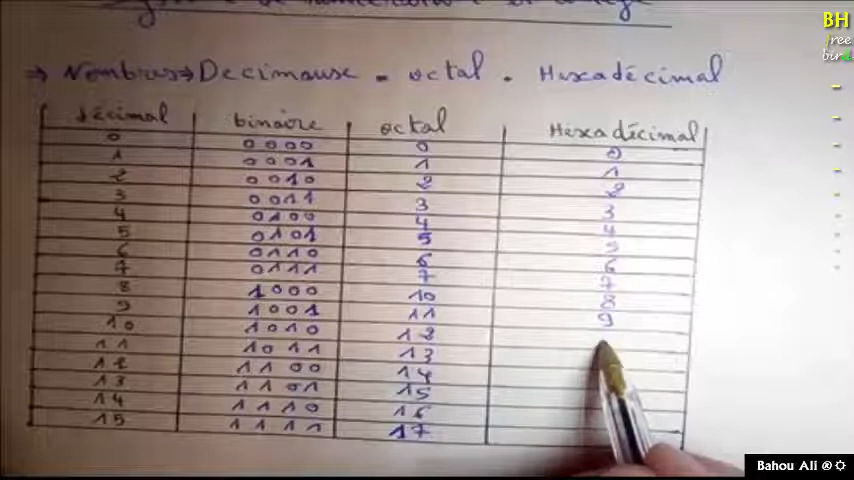 BH
free
bird
⇒ Nombres → Decimause - octal - Hexadécimal
décimal binaire octal Hexadécimal
0 0000 0 0
1 0001 1 1
2 0010 2 2
3 0011 3 3
4 0100 4 4
5 0101 5 5
6 0110 6 6
7 0111 7 7
8 1000 10 8
9 1001 11 9
10 1010 12
11 1011 13
12 1100 14
13 1101 15
14 1110 16
15 1111 17
Bahou Ali ®☼